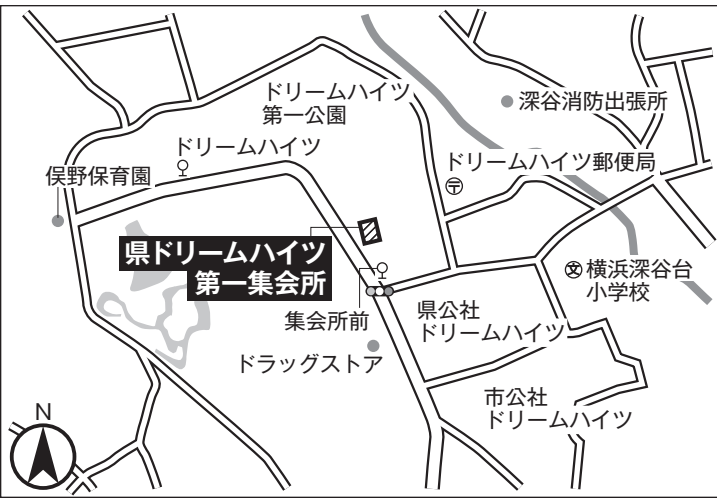 ドリームハイツ
第一公園
深谷消防出張所
ドリームハイツ
ドリームハイツ郵便局
〒
俣野保育園
県ドリームハイツ
第一集会所
文 横浜深谷台
小学校
集会所前
県公社
ドリームハイツ
ドラッグストア
市公社
ドリームハイツ
N